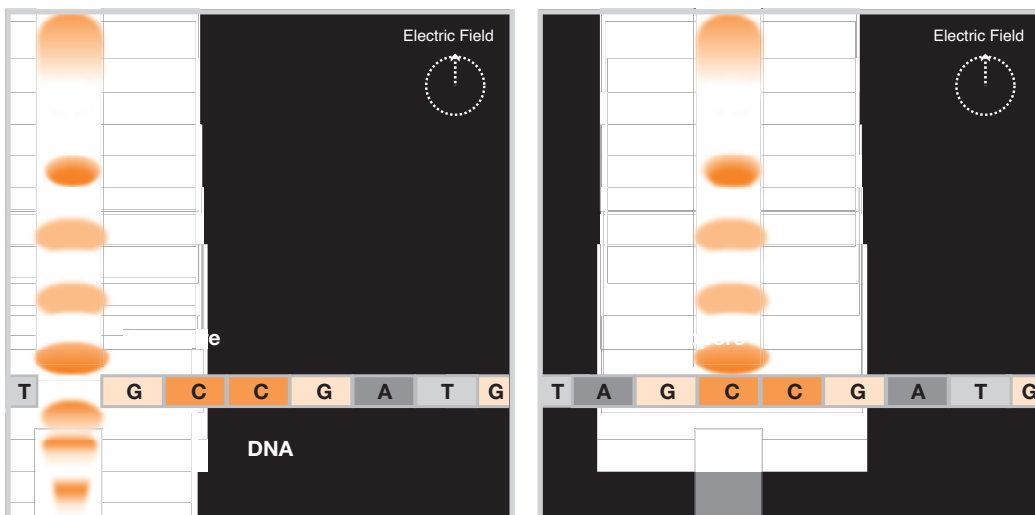 Electric Field
T G C C G A T G
DNA
Electric Field
T A G C C G A T G